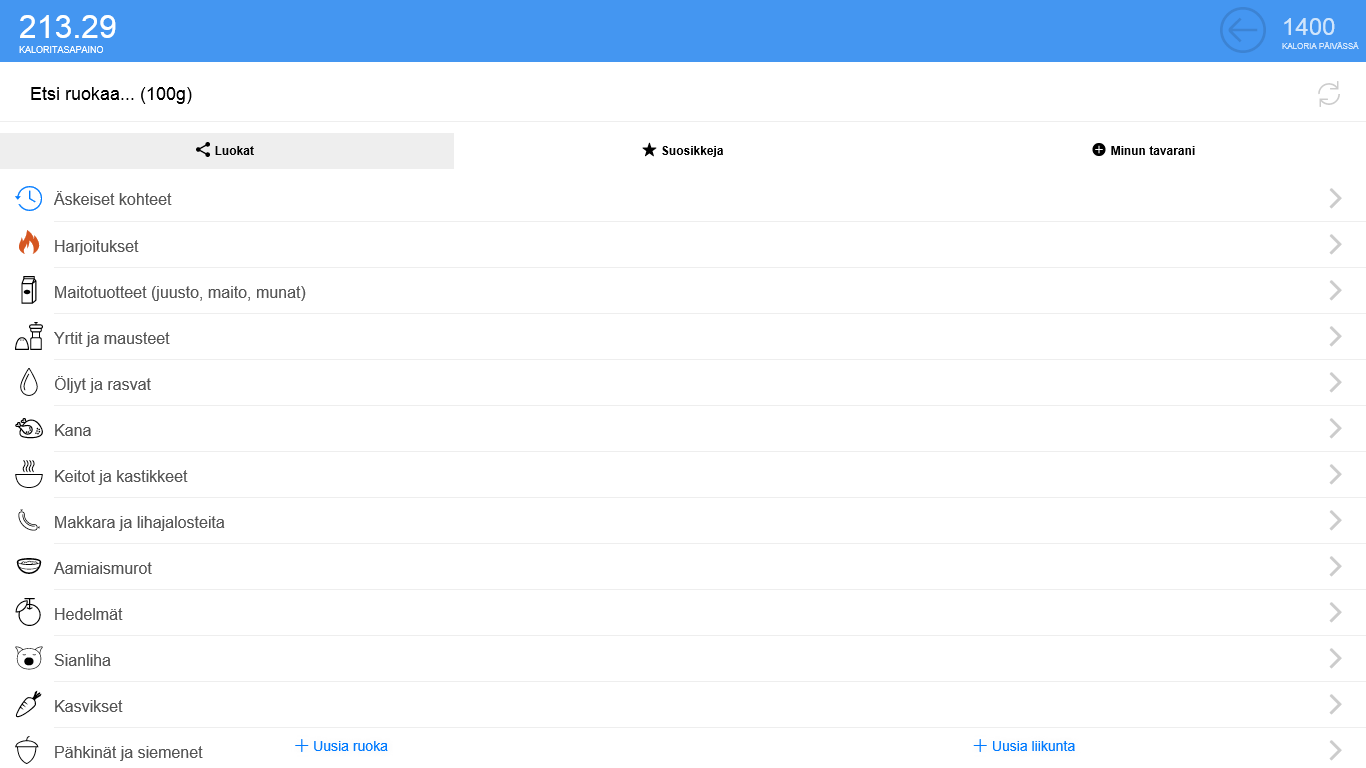 213.29
KALORITASAPAINO
1400
KALORIA PÄIVÄSSÄ
Etsi ruokaa... (100g)
Luokat
Suosikkeja
Minun tavarani
Äskeiset kohteet
Harjoitukset
Maitotuotteet (juusto, maito, munat)
Yrtit ja mausteet
Öljyt ja rasvat
Kana
Keitot ja kastikkeet
Makkara ja lihajalosteita
Aamiaismurot
Hedelmät
Sianliha
Kasvikset
Pähkinät ja siemenet
Uusia ruoka
Uusia liikunta